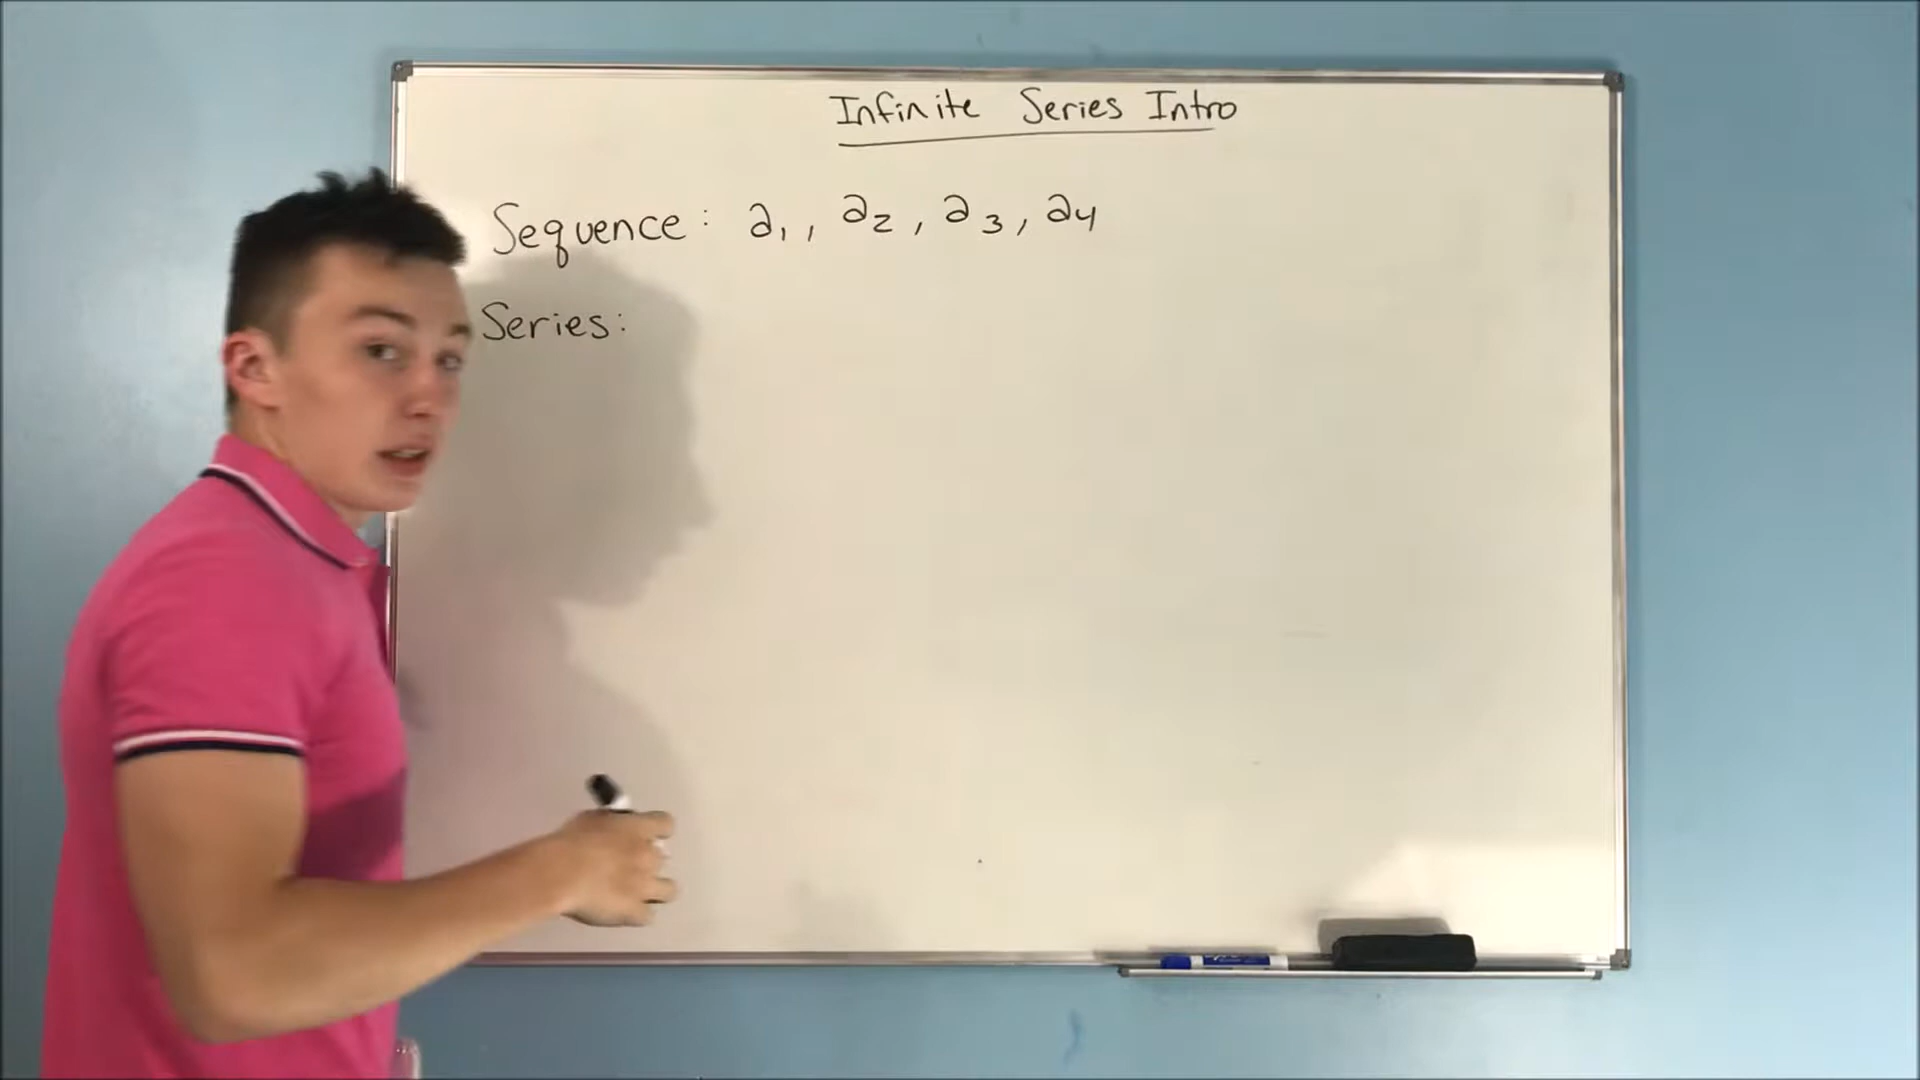 Infinite Series Intro
Sequence: a₁, a₂, a₃, a₄
Series: